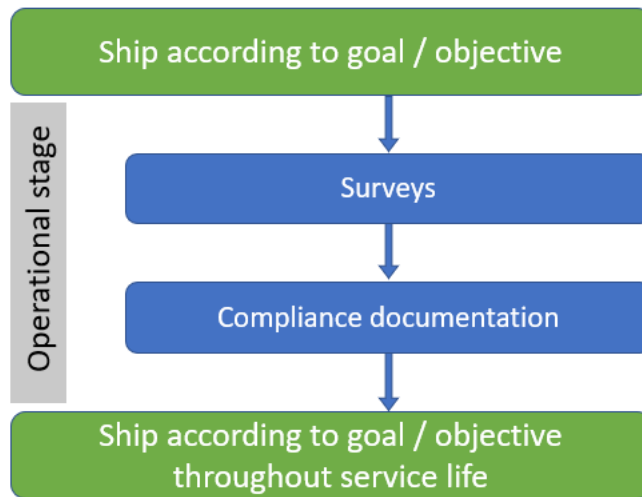 Ship according to goal / objective
Operational stage
Surveys
Compliance documentation
Ship according to goal / objective
throughout service life